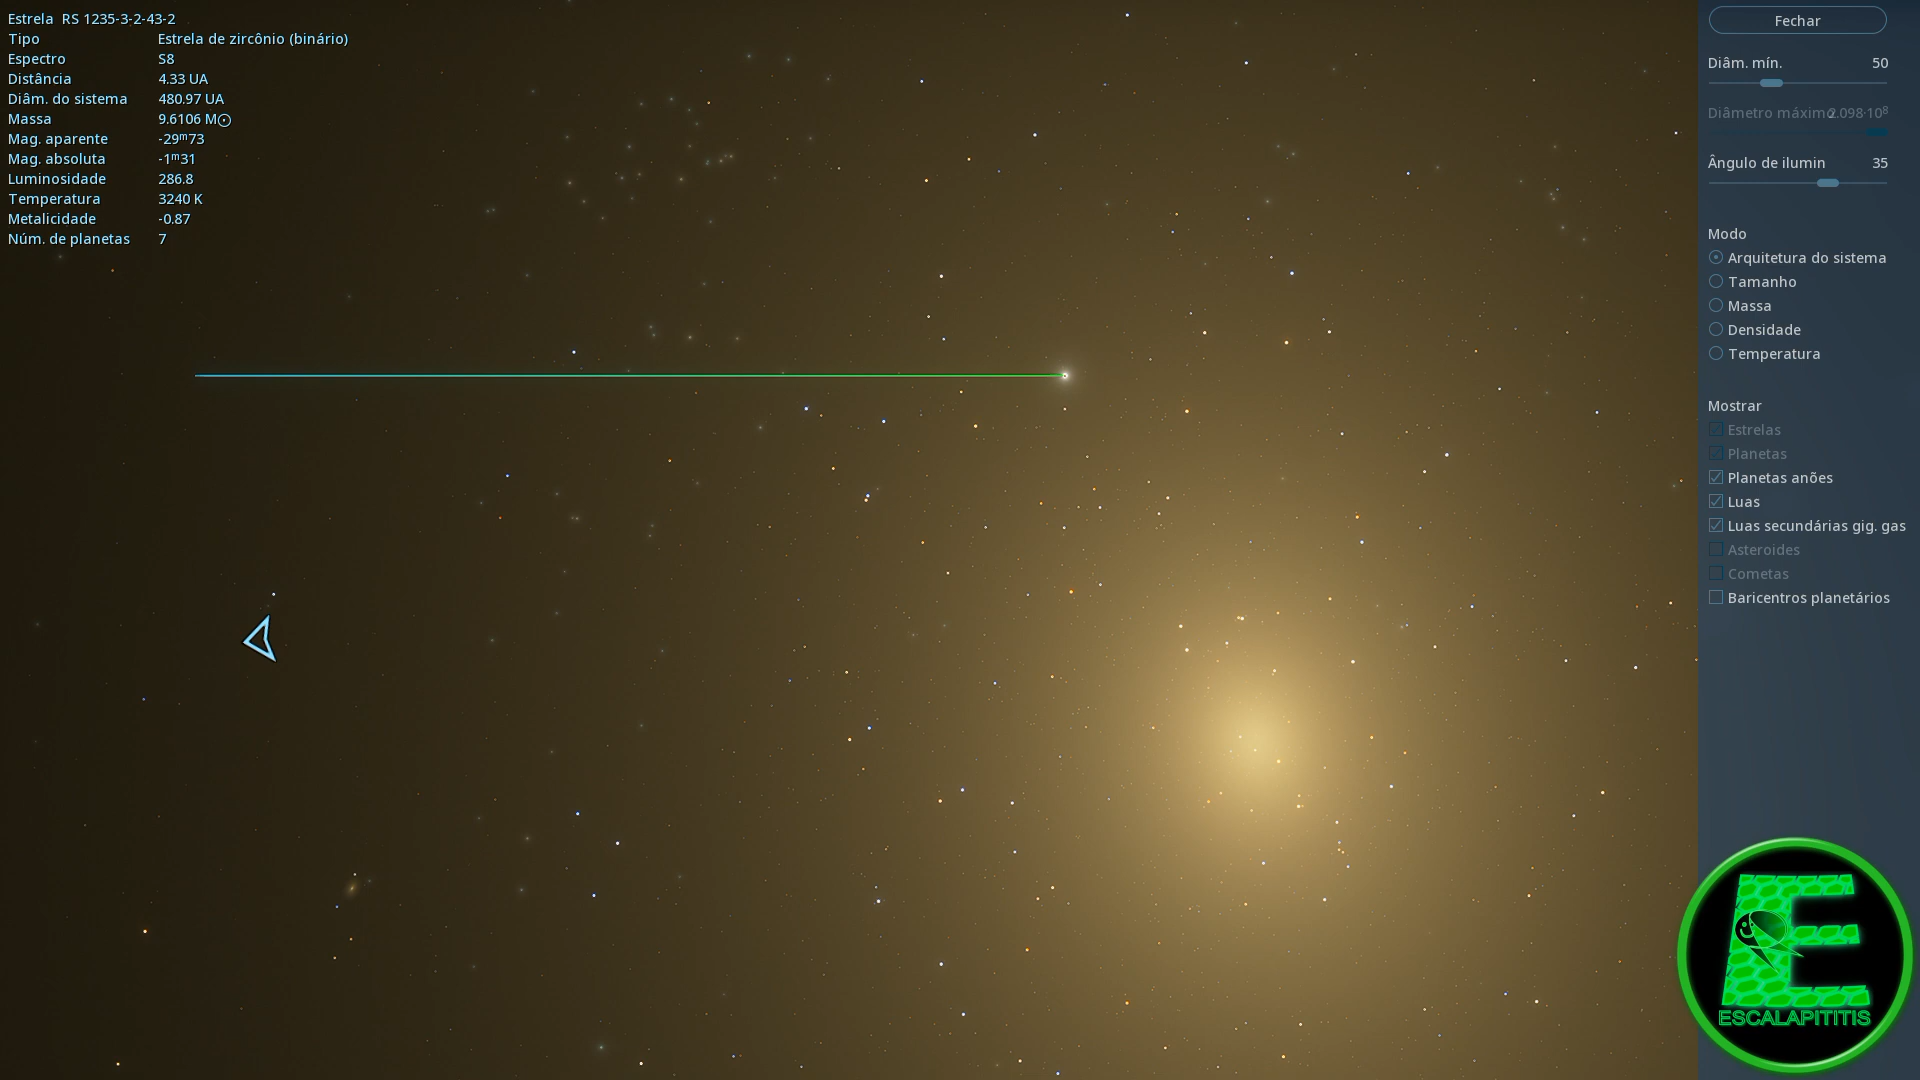 Estrela RS 1235-3-2-43-2
Tipo Estrela de zircônio (binário)
Espectro S8
Distância 4.33 UA
Diâm. do sistema 480.97 UA
Massa 9.6106 M☉
Mag. aparente -29ᵐ73
Mag. absoluta -1ᵐ31
Luminosidade 286.8
Temperatura 3240 K
Metalicidade -0.87
Núm. de planetas 7
Fechar
Diâm. mín. 50
Diâmetro máximo 2.098·10⁸
Ângulo de ilumin 35
Modo
Arquitetura do sistema
Tamanho
Massa
Densidade
Temperatura
Mostrar
Estrelas
Planetas
Planetas anões
Luas
Luas secundárias gig. gas
Asteroides
Cometas
Baricentros planetários
E
ESCALAPITITIS